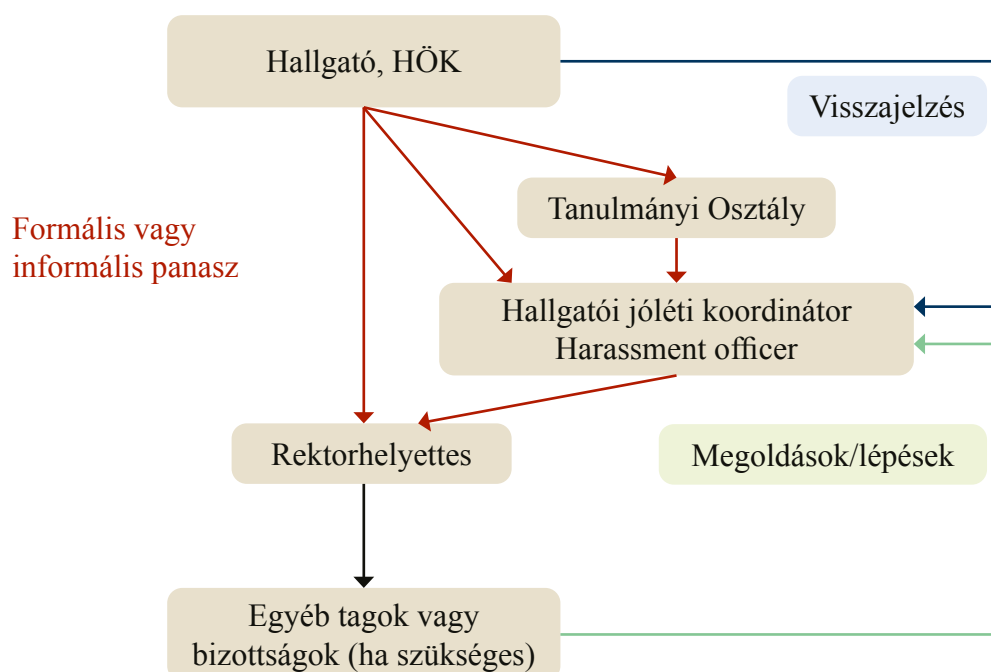 Hallgató, HÖK
Visszajelzés
Tanulmányi Osztály
Formális vagy
informális panasz
Hallgatói jóléti koordinátor
Harassment officer
Rektorhelyettes
Megoldások/lépések
Egyéb tagok vagy
bizottságok (ha szükséges)